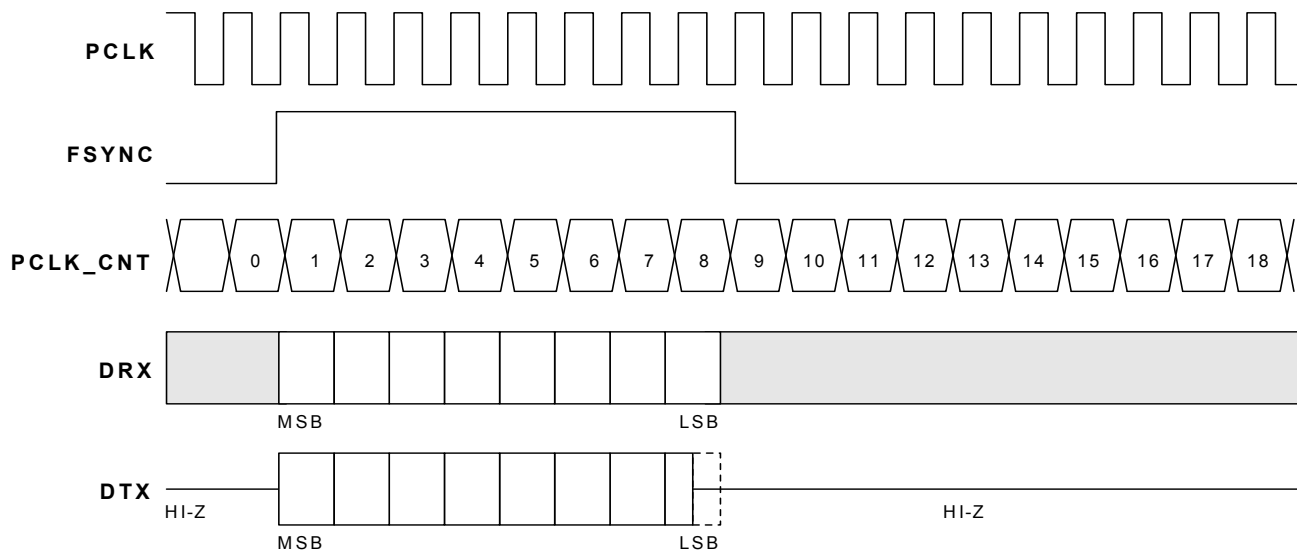 PCLK
FSYNC
PCLK_CNT 0 1 2 3 4 5 6 7 8 9 10 11 12 13 14 15 16 17 18
DRX
MSB LSB
DTX
HI-Z HI-Z
MSB LSB